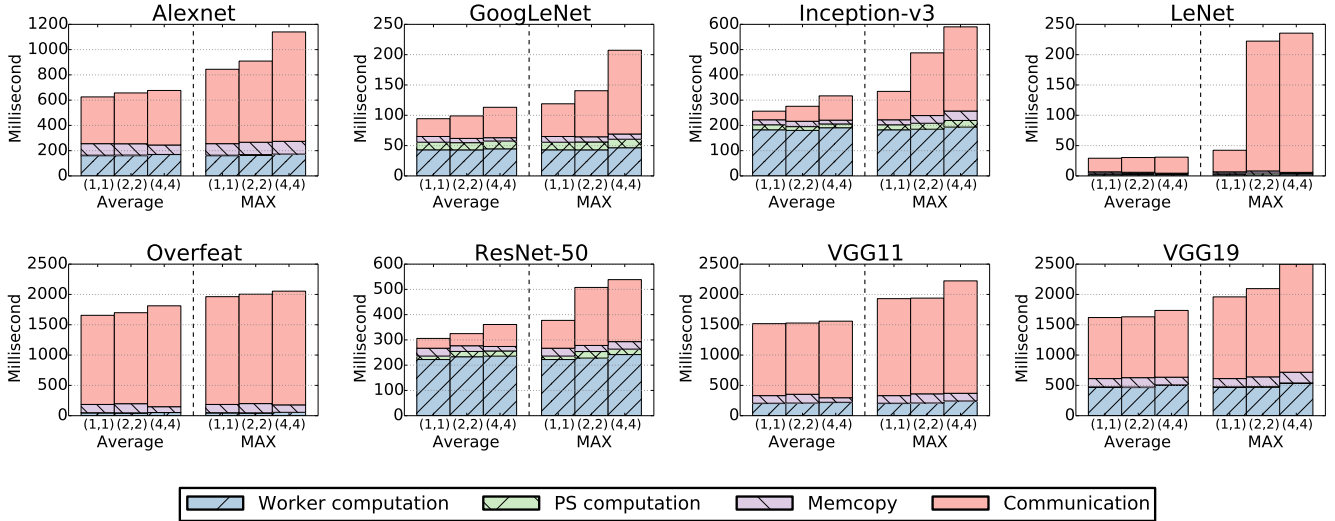 Alexnet
GoogLeNet
Inception-v3
LeNet
Millisecond
1200
1000
800
600
400
200
0
(1,1) (2,2) (4,4) (1,1) (2,2) (4,4)
Average MAX
Millisecond
250
200
150
100
50
0
(1,1) (2,2) (4,4) (1,1) (2,2) (4,4)
Average MAX
Millisecond
600
500
400
300
200
100
0
(1,1) (2,2) (4,4) (1,1) (2,2) (4,4)
Average MAX
Millisecond
250
200
150
100
50
0
(1,1) (2,2) (4,4) (1,1) (2,2) (4,4)
Average MAX
Overfeat
ResNet-50
VGG11
VGG19
Millisecond
2500
2000
1500
1000
500
0
(1,1) (2,2) (4,4) (1,1) (2,2) (4,4)
Average MAX
Millisecond
600
500
400
300
200
100
0
(1,1) (2,2) (4,4) (1,1) (2,2) (4,4)
Average MAX
Millisecond
2500
2000
1500
1000
500
0
(1,1) (2,2) (4,4) (1,1) (2,2) (4,4)
Average MAX
Millisecond
2500
2000
1500
1000
500
0
(1,1) (2,2) (4,4) (1,1) (2,2) (4,4)
Average MAX
Worker computation PS computation Memcopy Communication